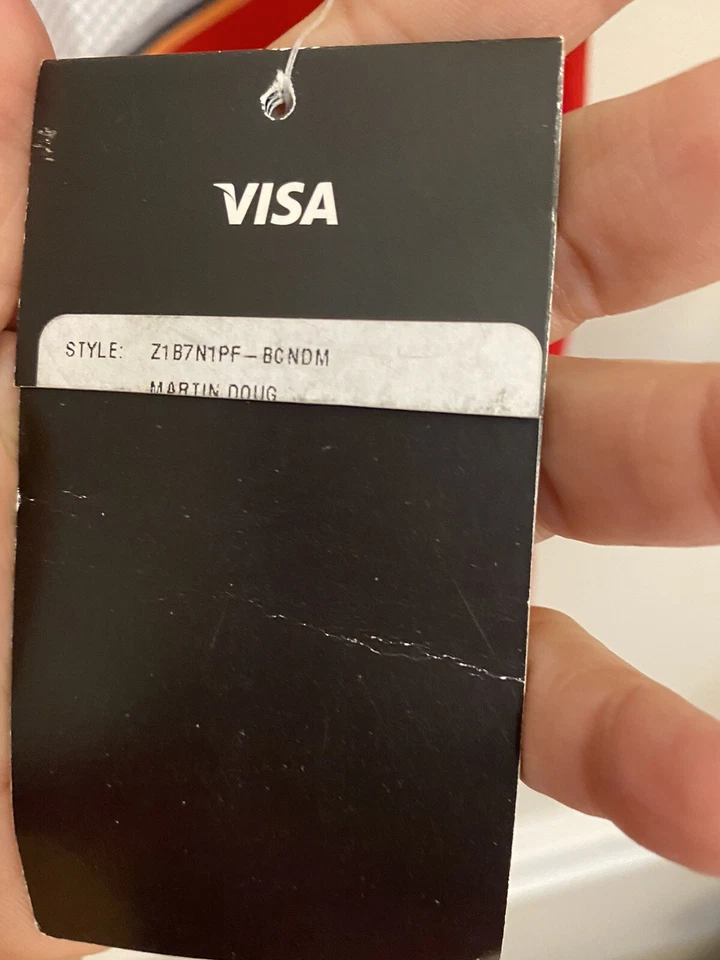 VISA
STYLE: Z1B7N1PF-BCNDM
MARTIN DOUG